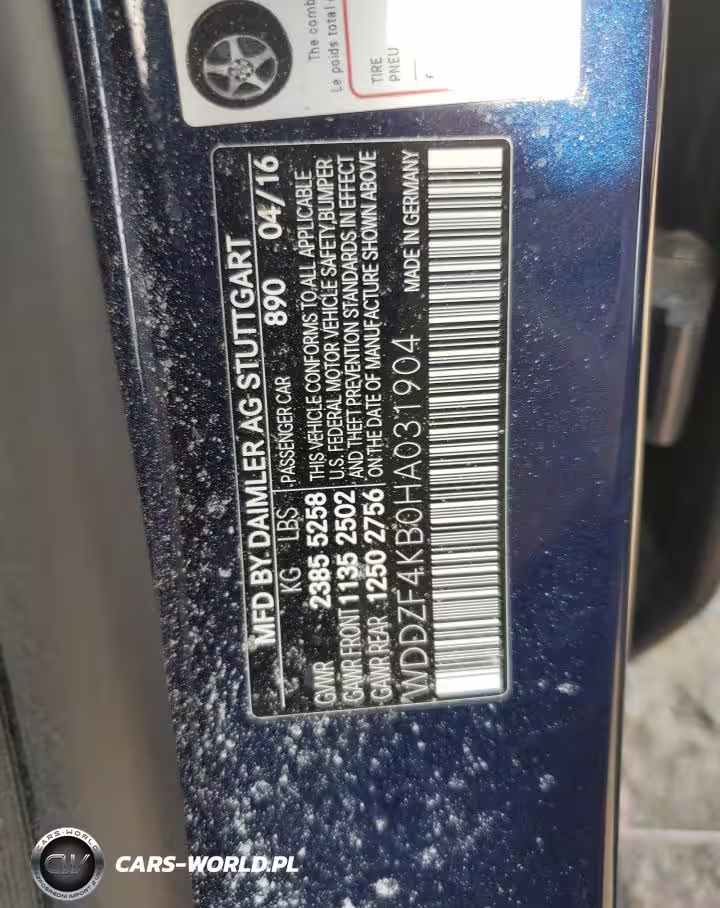 The comb
Le poids total
TIRE
PNEU
F
MFD BY DAIMLER AG STUTTGART
KG LBS PASSENGER CAR 890 04/16
GVWR 2385 5258 THIS VEHICLE CONFORMS TO ALL APPLICABLE
U.S. FEDERAL MOTOR VEHICLE SAFETY, BUMPER
GAWR FRONT 1135 2502 AND THEFT PREVENTION STANDARDS IN EFFECT
GAWR REAR 1250 2756 ON THE DATE OF MANUFACTURE SHOWN ABOVE
WDDZF4KB0HA031904 MADE IN GERMANY
CARS-WORLD
CW
CARS-WORLD.PL